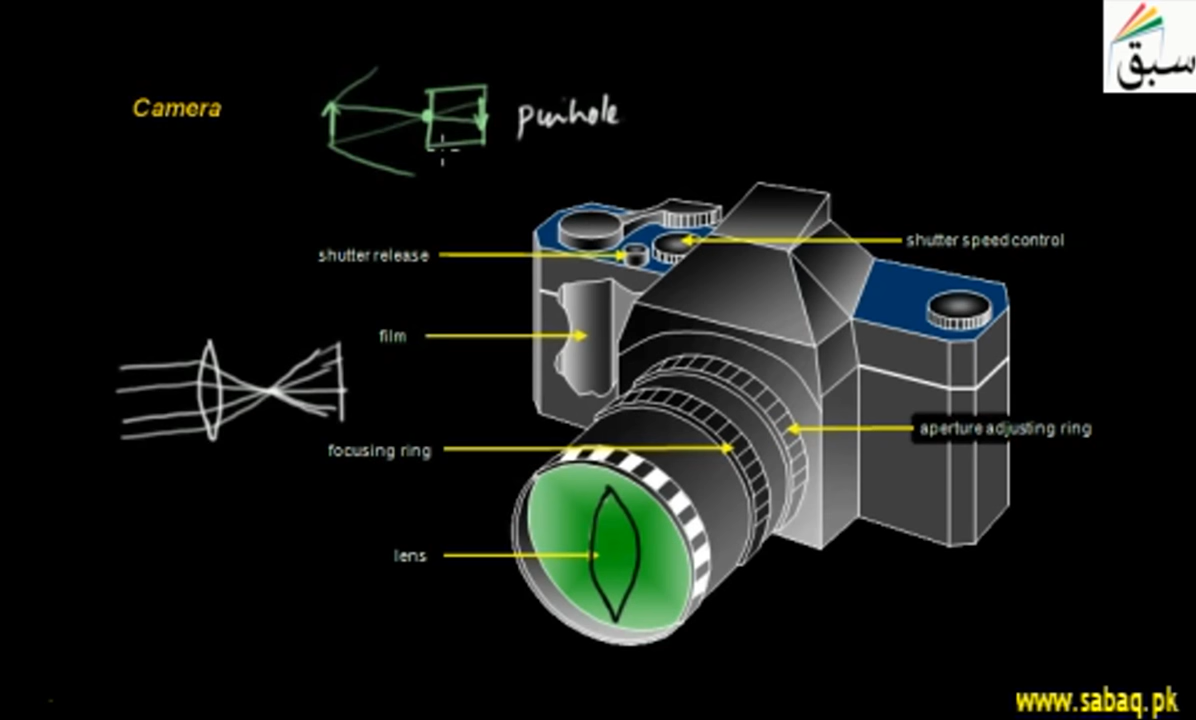 سبق
Camera
pinhole
shutter release
shutter speed control
film
aperture adjusting ring
focusing ring
lens
www.sabaq.pk